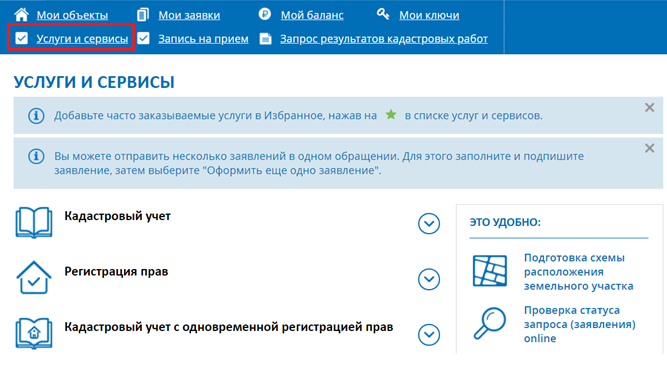 Мои объекты
Мои заявки
Мой баланс
Мои ключи
Услуги и сервисы
Запись на прием
Запрос результатов кадастровых работ
УСЛУГИ И СЕРВИСЫ
Добавьте часто заказываемые услуги в Избранное, нажав на в списке услуг и сервисов.
Вы можете отправить несколько заявлений в одном обращении. Для этого заполните и подпишите
заявление, затем выберите "Оформить еще одно заявление".
Кадастровый учет
Регистрация прав
Кадастровый учет с одновременной регистрацией прав
ЭТО УДОБНО:
Подготовка схемы
расположения
земельного участка
Проверка статуса
запроса (заявления)
online